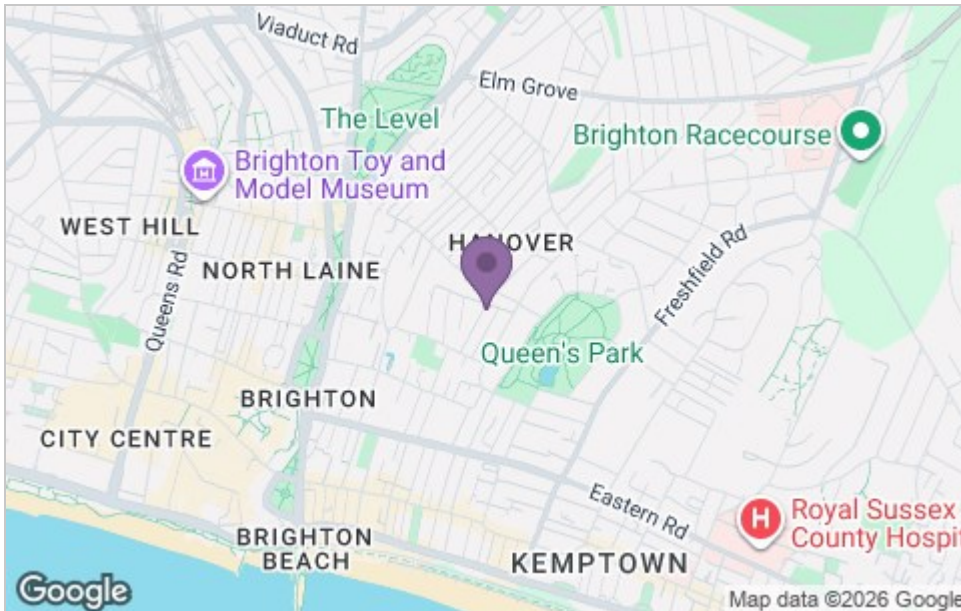 Viaduct Rd
Elm Grove
The Level
Brighton Racecourse
Brighton Toy and
Model Museum
WEST HILL
HANOVER
NORTH LAINE
Queens Rd
Freshfield Rd
Queen's Park
BRIGHTON
CITY CENTRE
Eastern Rd
H
Royal Sussex
County Hospit
BRIGHTON
BEACH
KEMPTOWN
Google
Map data ©2026 Google